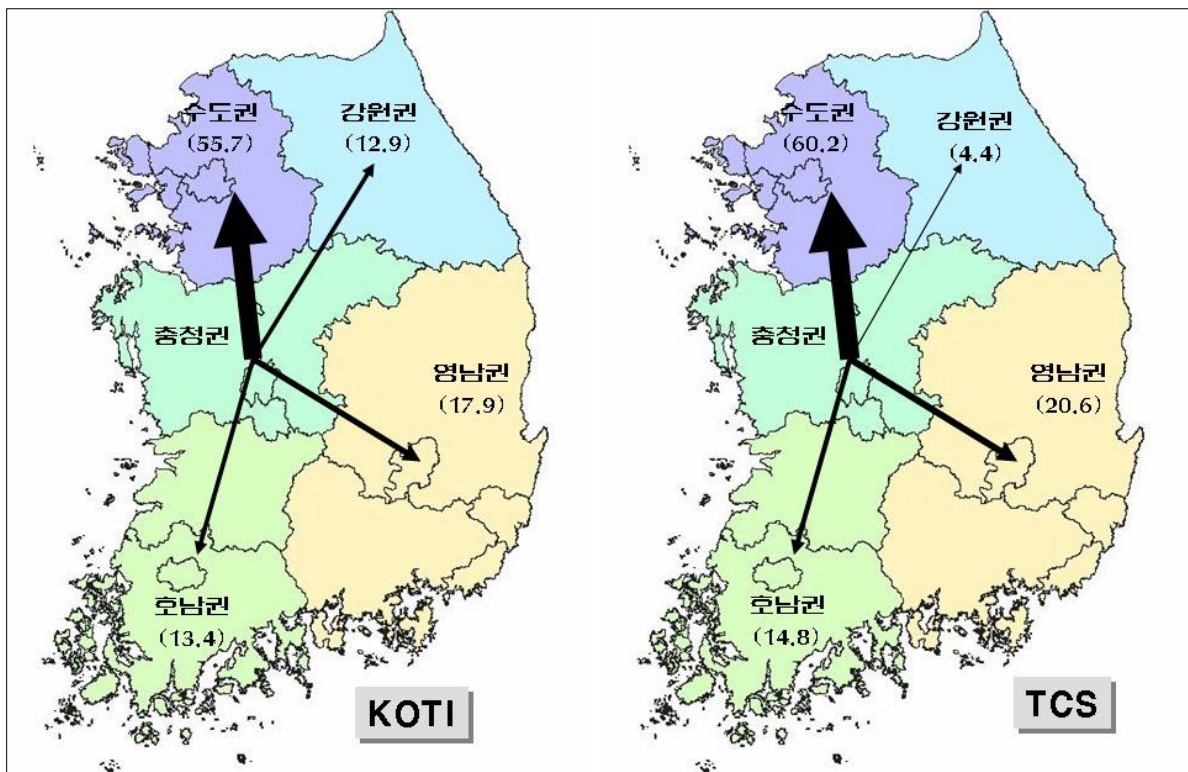 수도권
(55.7)
강원권
(12.9)
충청권
영남권
(17.9)
호남권
(13.4)
KOTI
수도권
(60.2)
강원권
(4.4)
충청권
영남권
(20.6)
호남권
(14.8)
TCS